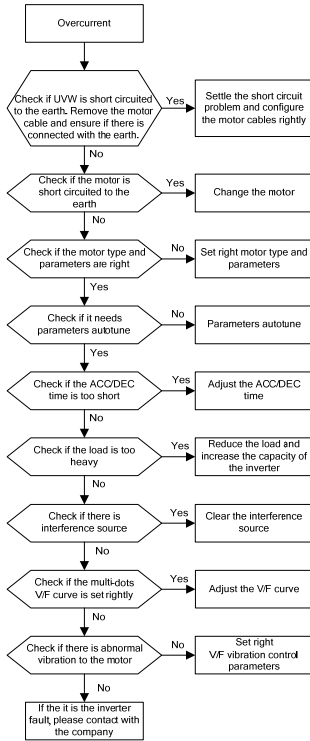 Overcurrent
Check if UVW is short circuited
to the earth. Remove the motor
cable and ensure if there is
connected with the earth.
Yes
Settle the short circuit
problem and configure
the motor cables rightly
No
Check if the motor is
short circuited to the
earth
Yes
Change the motor
No
Check if the motor type and
parameters are right
No
Set right motor type and
parameters
Yes
Check if it needs
parameters autotune
No
Parameters autotune
Yes
Check if the ACC/DEC
time is too short
Yes
Adjust the ACC/DEC
time
No
Check if the load is too
heavy
Yes
Reduce the load and
increase the capacity of
the inverter
No
Check if there is
interference source
Yes
Clear the interference
source
No
Check if the multi-dots
V/F curve is set rightly
Yes
Adjust the V/F curve
No
Check if there is abnormal
vibration to the motor
No
Set right
V/F vibration control
parameters
No
If the it is the inverter
fault, please contact with
the company